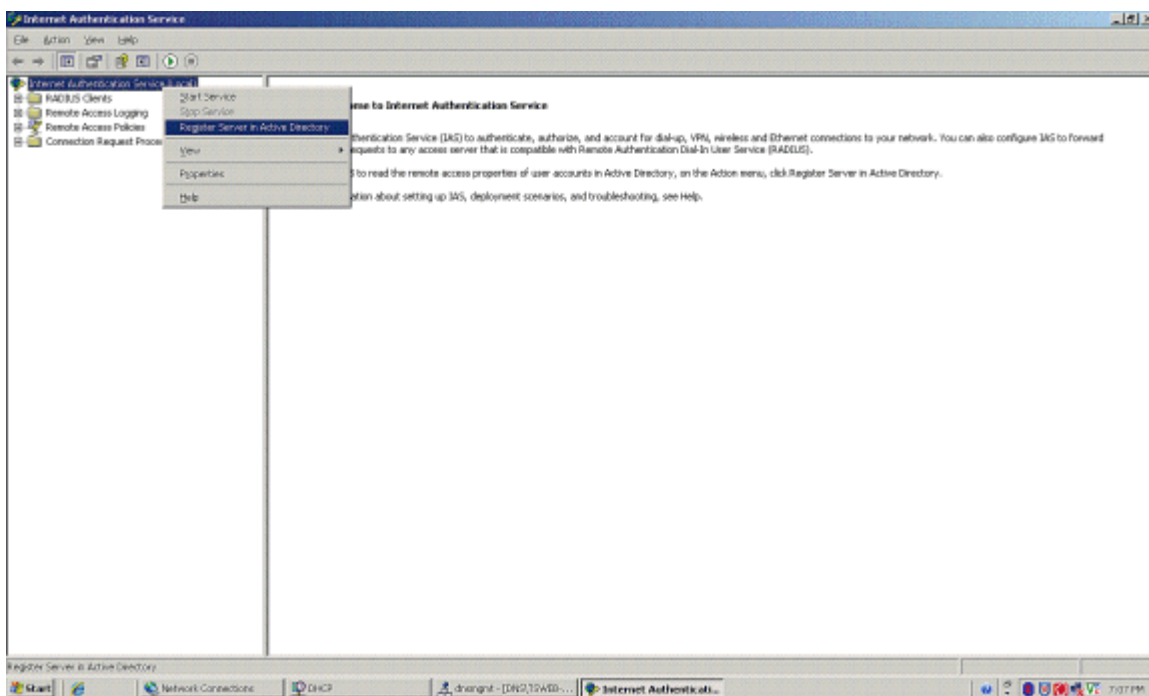 Internet Authentication Service
File Action View Help
Internet Authentication Service (Local)
RADIUS Clients
Remote Access Logging
Remote Access Policies
Connection Request Proce
Start Service
Stop Service
Register Server in Active Directory
View
Properties
Help
me to Internet Authentication Service
thentication Service (IAS) to authenticate, authorize, and account for dial-up, VPN, wireless and Ethernet connections to your network. You can also configure IAS to forward
equests to any access server that is compatible with Remote Authentication Dial-In User Service (RADIUS).
to read the remote access properties of user accounts in Active Directory, on the Action menu, click Register Server in Active Directory.
ation about setting up IAS, deployment scenarios, and troubleshooting, see Help.
Register Server in Active Directory
Start
Network Connections
DHCP
Internet Authenticati...
7:07 PM